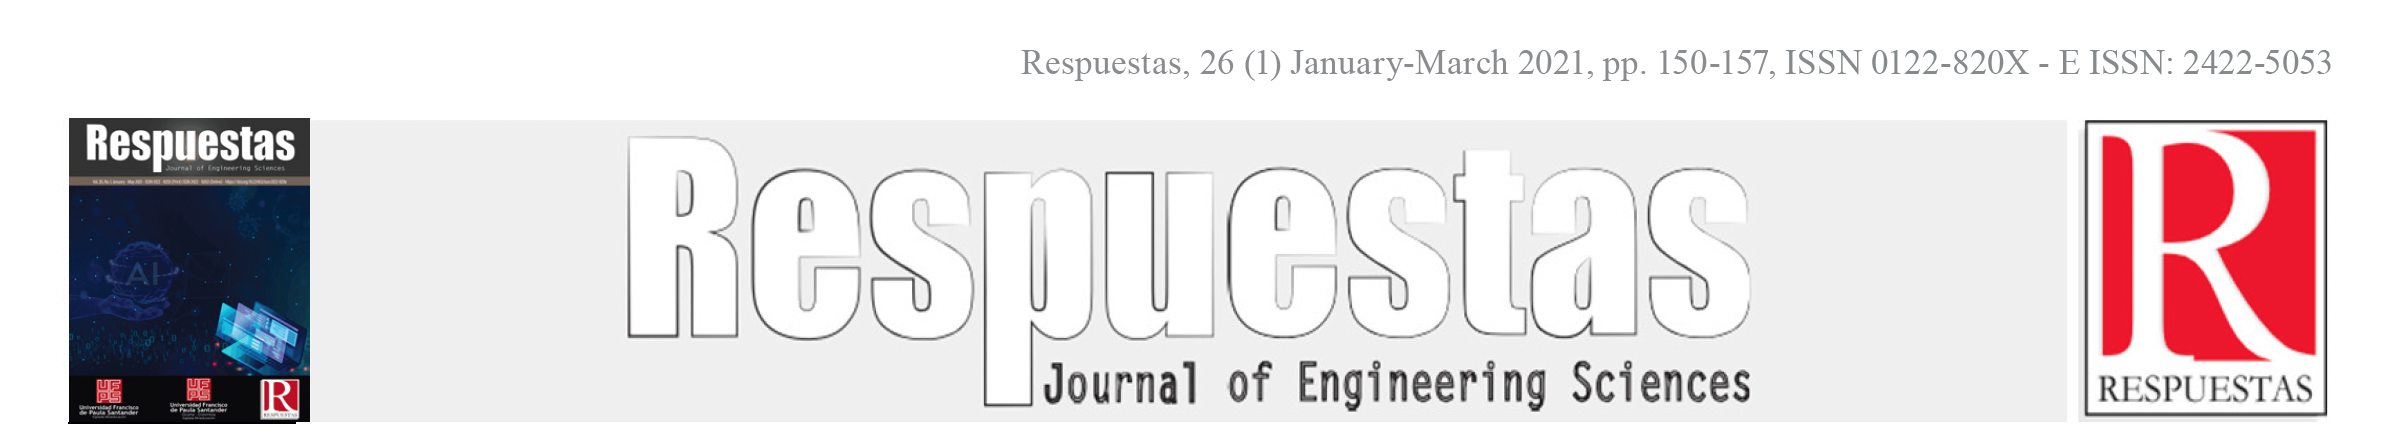 Respuestas, 26 (1) January-March 2021, pp. 150-157, ISSN 0122-820X - E ISSN: 2422-5053
Respuestas
Journal of Engineering Sciences
AI
UFPS
Universidad Francisco
de Paula Santander
UFPS
Universidad Francisco
de Paula Santander
R
RESPUESTAS
Respuestas
Journal of Engineering Sciences
R
RESPUESTAS